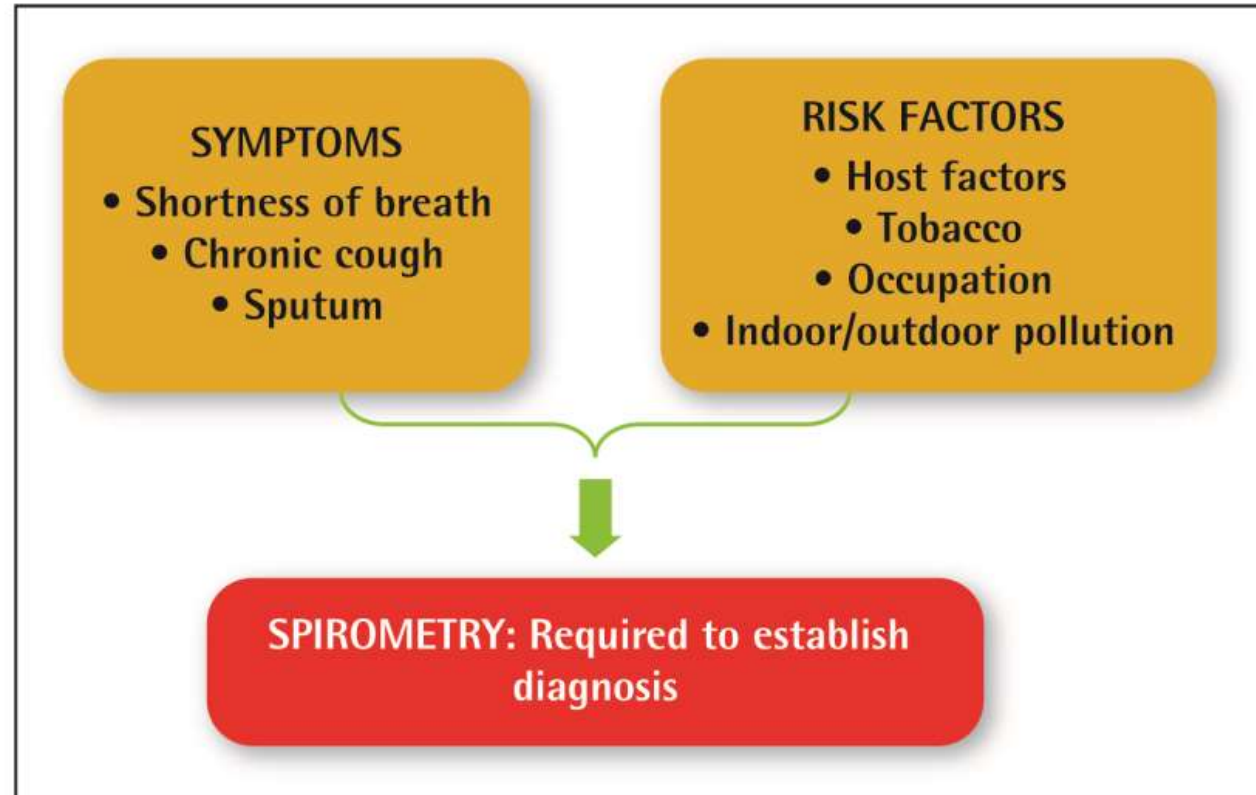 SYMPTOMS
• Shortness of breath
• Chronic cough
• Sputum
RISK FACTORS
• Host factors
• Tobacco
• Occupation
• Indoor/outdoor pollution
SPIROMETRY: Required to establish
diagnosis